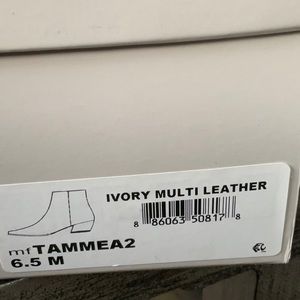 IVORY MULTI LEATHER
8 86063 50817 8
mfTAMMEA2
6.5 M